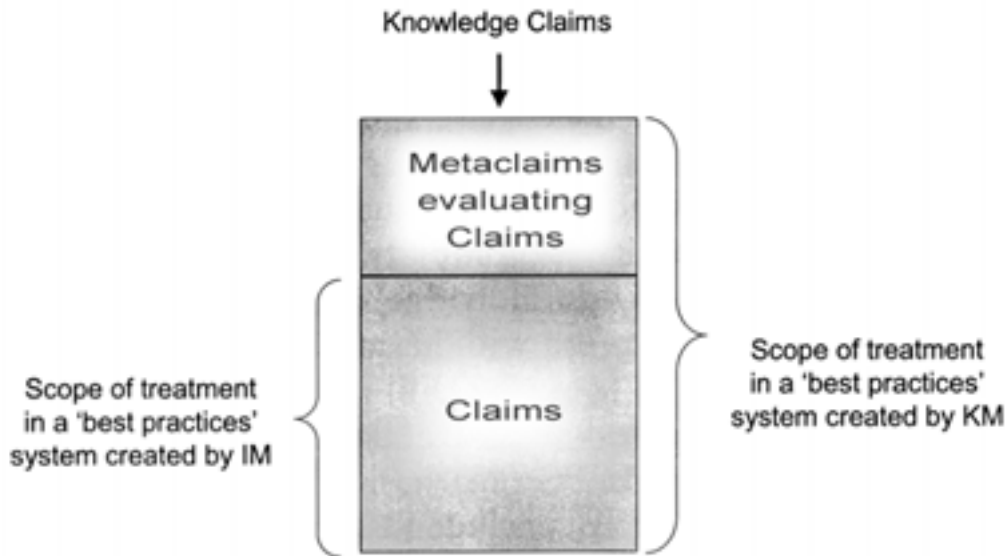 Knowledge Claims
Metaclaims
evaluating
Claims
Claims
Scope of treatment
in a ‘best practices’
system created by IM
Scope of treatment
in a ‘best practices’
system created by KM